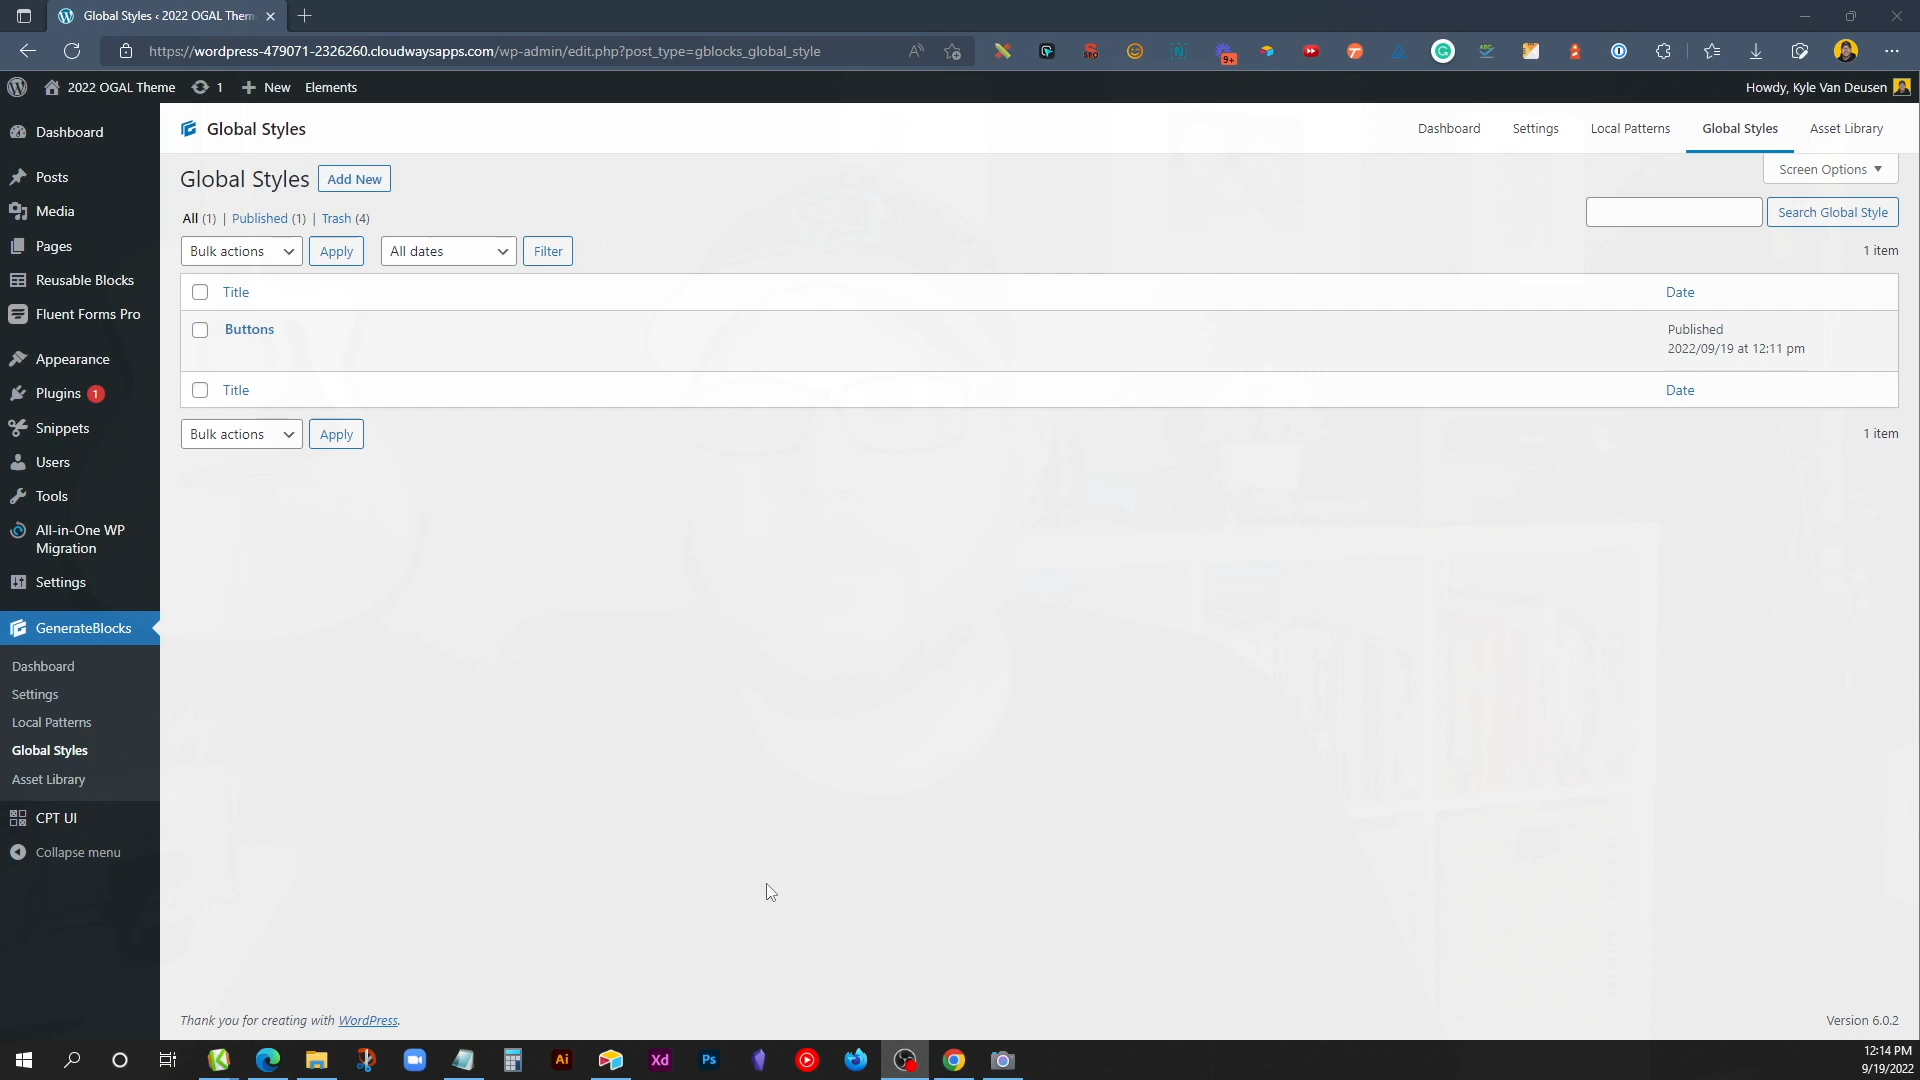 Global Styles ‹ 2022 OGAL Them
https://wordpress-479071-2326260.cloudwaysapps.com/wp-admin/edit.php?post_type=gblocks_global_style
9+
2022 OGAL Theme
1
New
Elements
Howdy, Kyle Van Deusen
Dashboard
Posts
Media
Pages
Reusable Blocks
Fluent Forms Pro
Appearance
Plugins 1
Snippets
Users
Tools
All-in-One WP
Migration
Settings
GenerateBlocks
Dashboard
Settings
Local Patterns
Global Styles
Asset Library
CPT UI
Collapse menu
Global Styles
Dashboard
Settings
Local Patterns
Global Styles
Asset Library
Global Styles
Add New
Screen Options
All (1) | Published (1) | Trash (4)
Search Global Style
Bulk actions
Apply
All dates
Filter
1 item
Title
Date
Buttons
Published
2022/09/19 at 12:11 pm
Title
Date
Bulk actions
Apply
1 item
Thank you for creating with WordPress.
Version 6.0.2
Ai
Xd
Ps
12:14 PM
9/19/2022